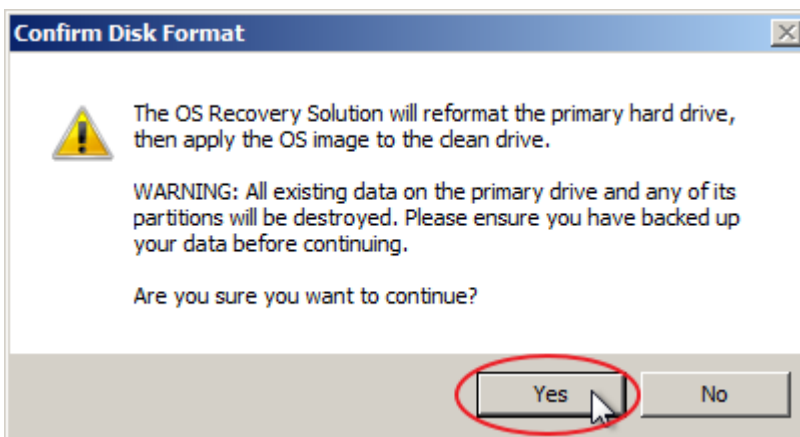 Confirm Disk Format
The OS Recovery Solution will reformat the primary hard drive,
then apply the OS image to the clean drive.
WARNING: All existing data on the primary drive and any of its
partitions will be destroyed. Please ensure you have backed up
your data before continuing.
Are you sure you want to continue?
Yes No